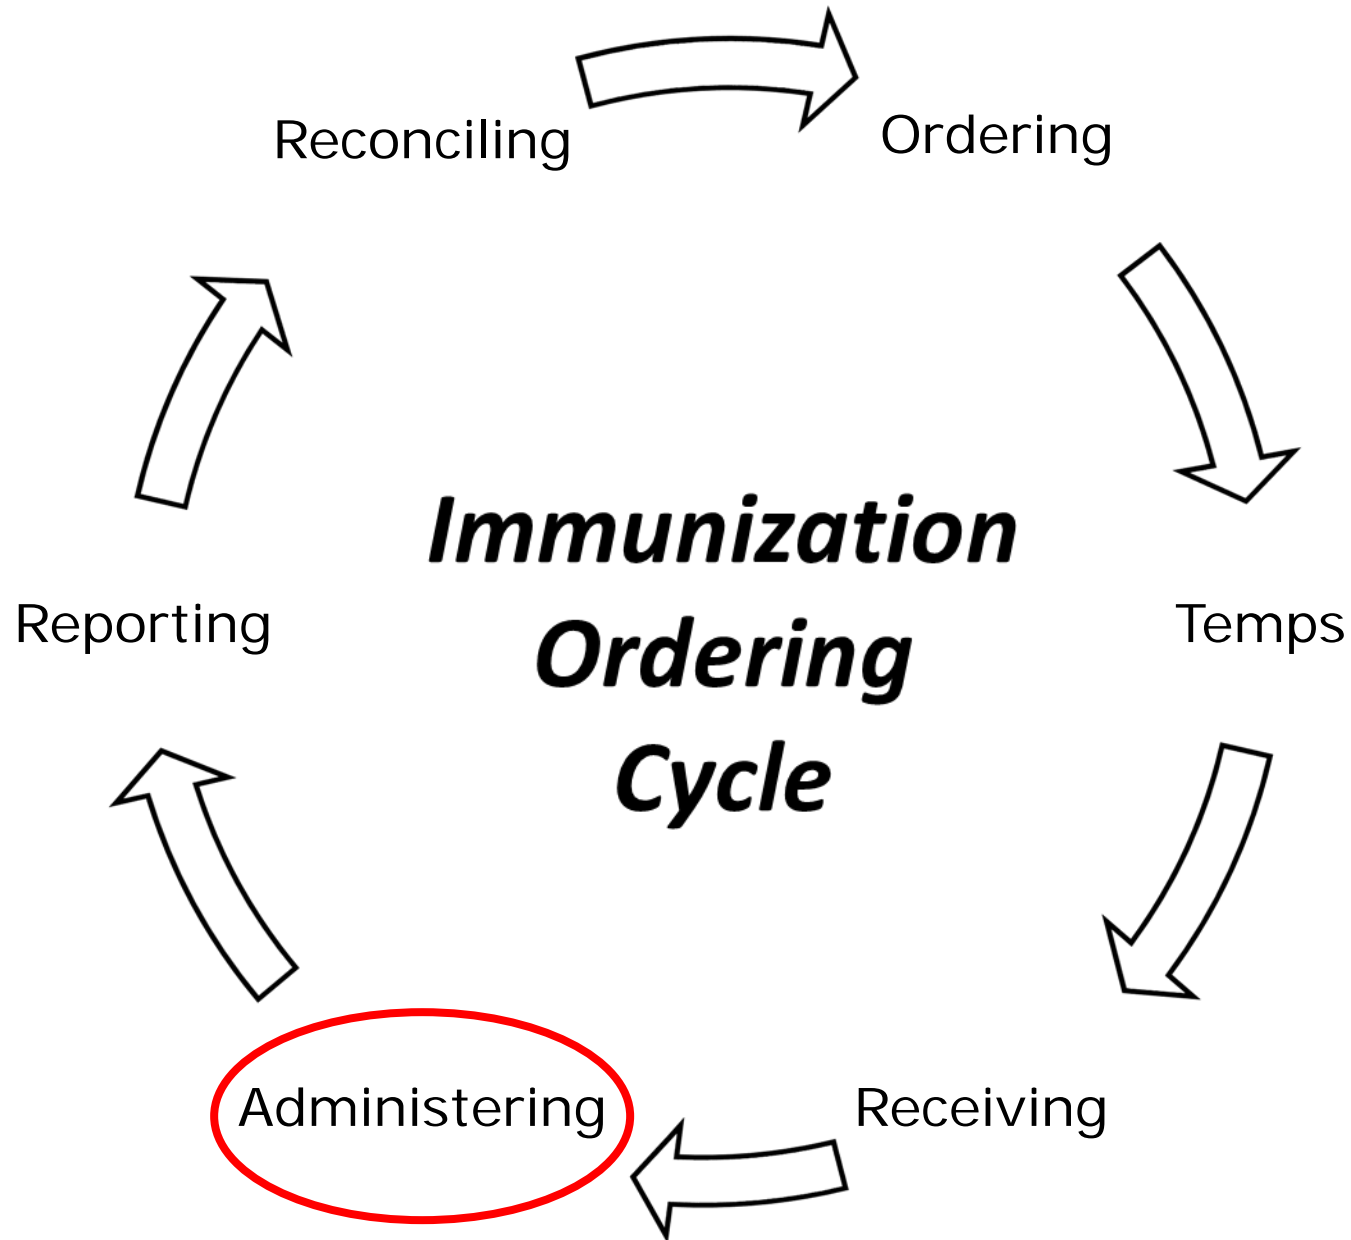 Reconciling
Ordering
Immunization
Ordering
Cycle
Reporting
Temps
Administering
Receiving